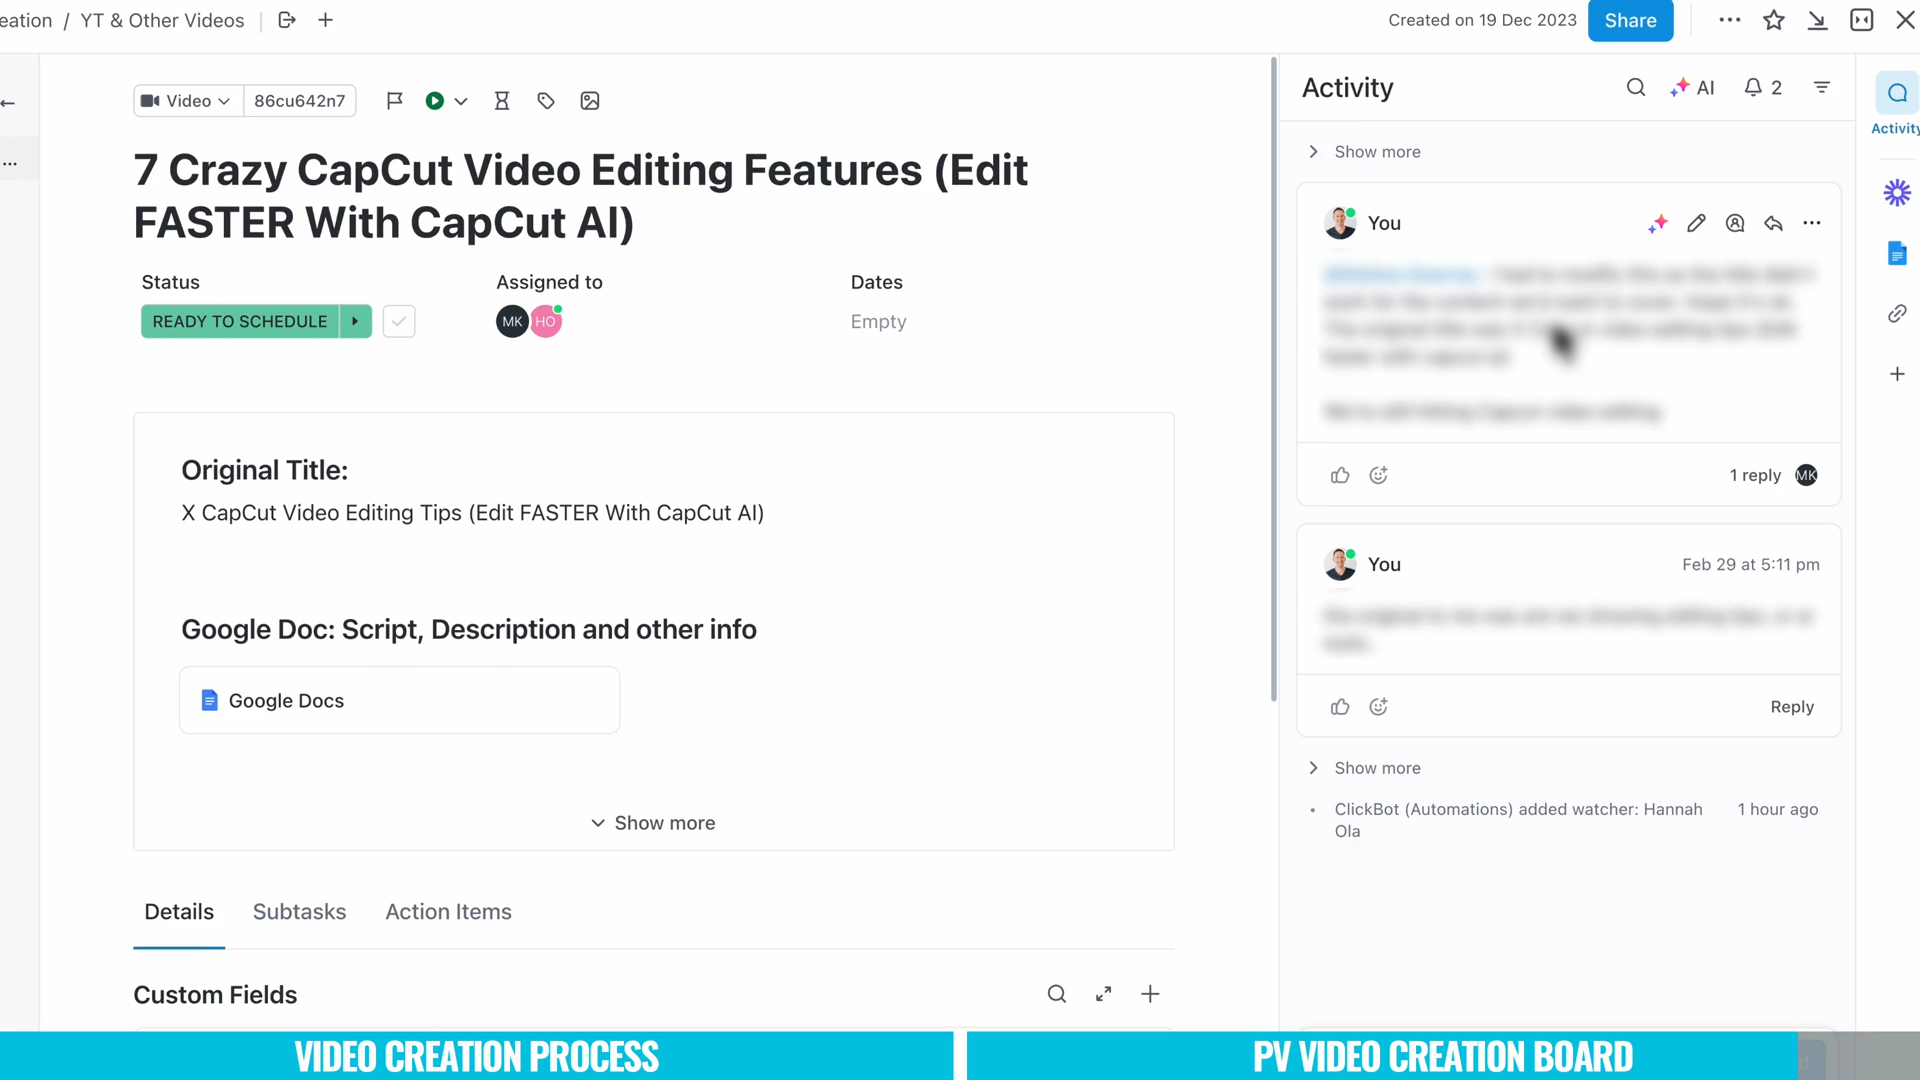 eation / YT & Other Videos
Created on 19 Dec 2023
Share
Video
86cu642n7
7 Crazy CapCut Video Editing Features (Edit
FASTER With CapCut AI)
Status
Assigned to
Dates
READY TO SCHEDULE
MK
HO
Empty
Original Title:
X CapCut Video Editing Tips (Edit FASTER With CapCut AI)
Google Doc: Script, Description and other info
Google Docs
Show more
Details
Subtasks
Action Items
Custom Fields
Activity
AI
2
Activity
Show more
You
1 reply
MK
You
Feb 29 at 5:11 pm
Reply
Show more
ClickBot (Automations) added watcher: Hannah
Ola
1 hour ago
VIDEO CREATION PROCESS
PV VIDEO CREATION BOARD